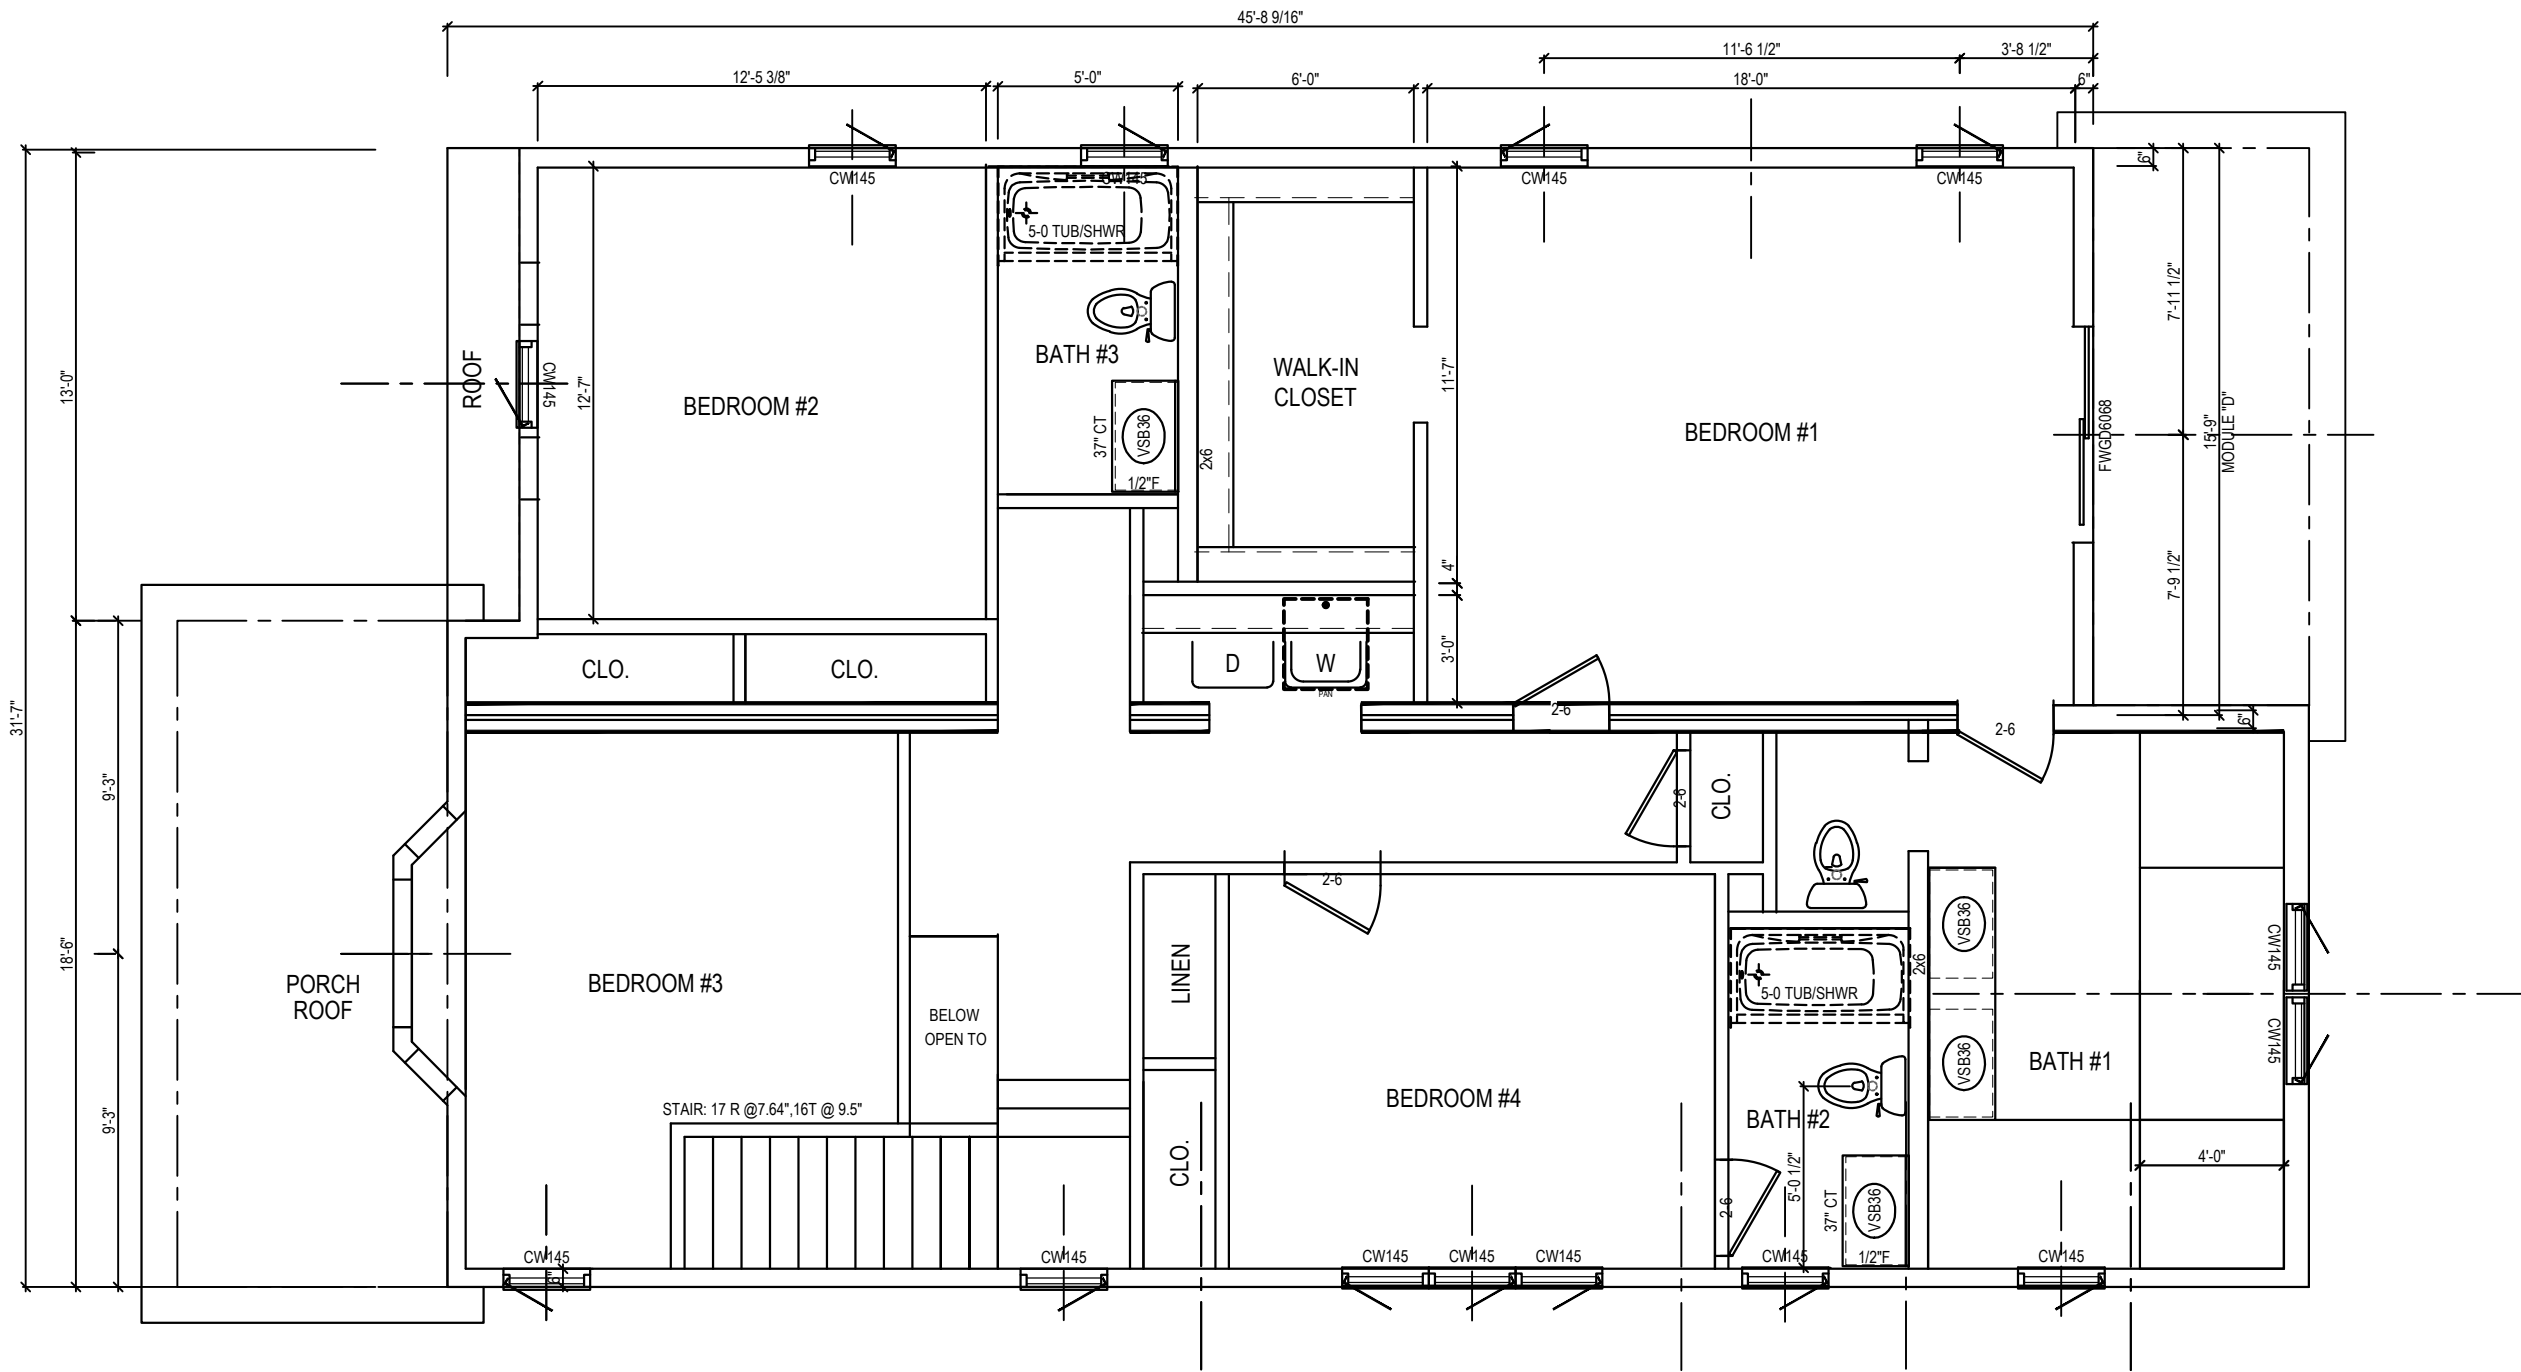 45'-8 9/16"
11'-6 1/2"
3'-8 1/2"
12'-5 3/8"
5'-0"
6'-0"
18'-0"
6"
CW145
CW145
CW145
CW145
6"
5-0 TUB/SHWR
7'-11 1/2"
13'-0"
ROOF
CW145
12'-7"
BEDROOM #2
BATH #3
WALK-IN
CLOSET
11'-7"
BEDROOM #1
FWGD6068
15'-9"
MODULE "D"
37" CT
VSB36
2x6
1/2"F
4"
7'-9 1/2"
CLO.
CLO.
D
W
PAN
3'-0"
31'-7"
2-6
2-6
6"
9'-3"
2-6
CLO.
2-6
18'-6"
PORCH
ROOF
BEDROOM #3
BELOW
OPEN TO
LINEN
5-0 TUB/SHWR
2x6
VSB36
VSB36
CW145
CW145
BATH #1
BEDROOM #4
BATH #2
9'-3"
STAIR: 17 R @7.64",16T @ 9.5"
CLO.
2-6
5'-0 1/2"
37" CT
VSB36
1/2"F
4'-0"
CW145
6"
CW145
CW145
CW145
CW145
CW145
CW145